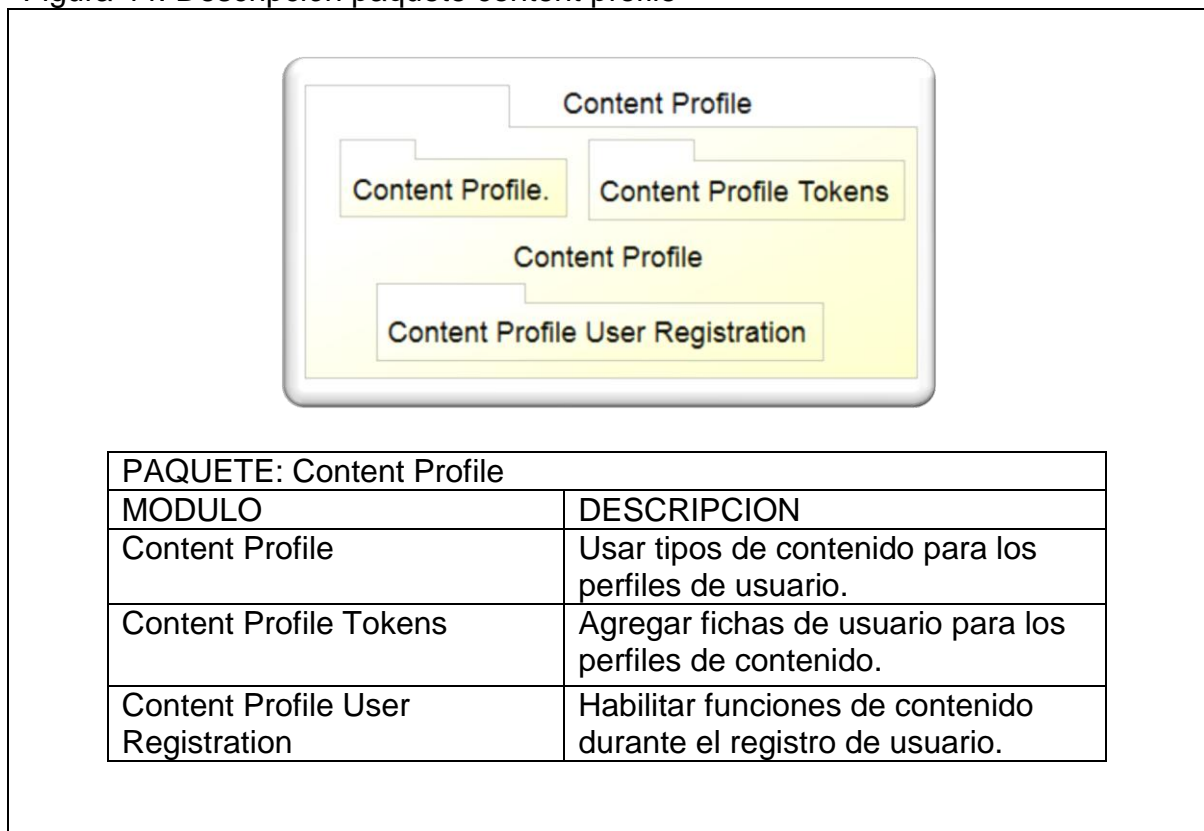 Content Profile
Content Profile.
Content Profile Tokens
Content Profile
Content Profile User Registration
PAQUETE: Content Profile
MODULO
DESCRIPCION
Content Profile
Usar tipos de contenido para los
perfiles de usuario.
Content Profile Tokens
Agregar fichas de usuario para los
perfiles de contenido.
Content Profile User
Registration
Habilitar funciones de contenido
durante el registro de usuario.